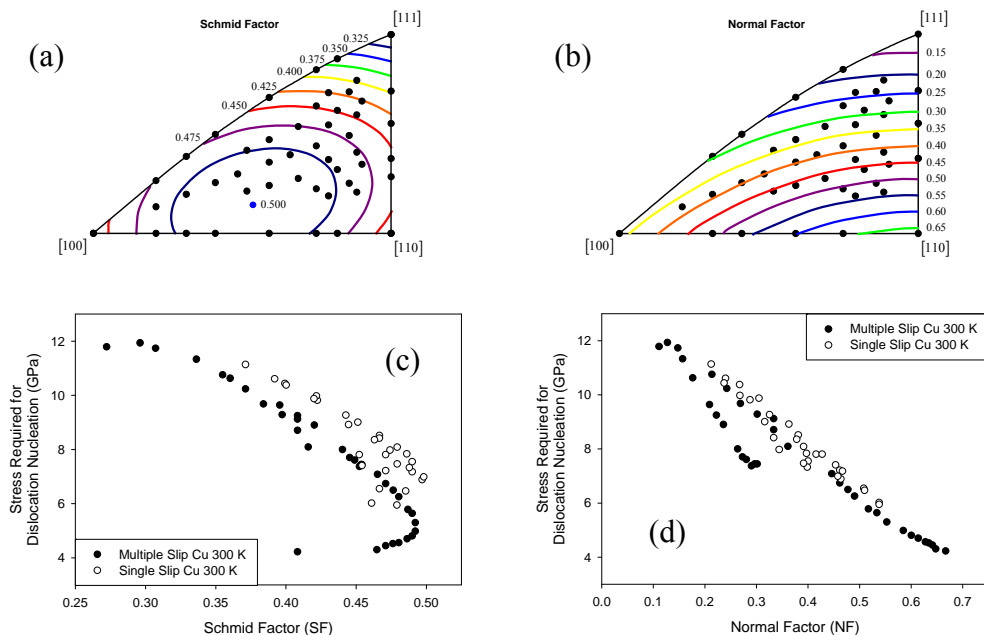 Schmid Factor
(a)
[111]
0.325
0.350
0.375
0.400
0.425
0.450
0.475
0.500
[100]
[110]
Normal Factor
(b)
[111]
0.15
0.20
0.25
0.30
0.35
0.40
0.45
0.50
0.55
0.60
0.65
[100]
[110]
(c)
Stress Required for
Dislocation Nucleation (GPa)
12
10
8
6
4
Multiple Slip Cu 300 K
Single Slip Cu 300 K
0.25 0.30 0.35 0.40 0.45 0.50
Schmid Factor (SF)
(d)
Stress Required for
Dislocation Nucleation (GPa)
12
10
8
6
4
Multiple Slip Cu 300 K
Single Slip Cu 300 K
0.0 0.1 0.2 0.3 0.4 0.5 0.6 0.7
Normal Factor (NF)